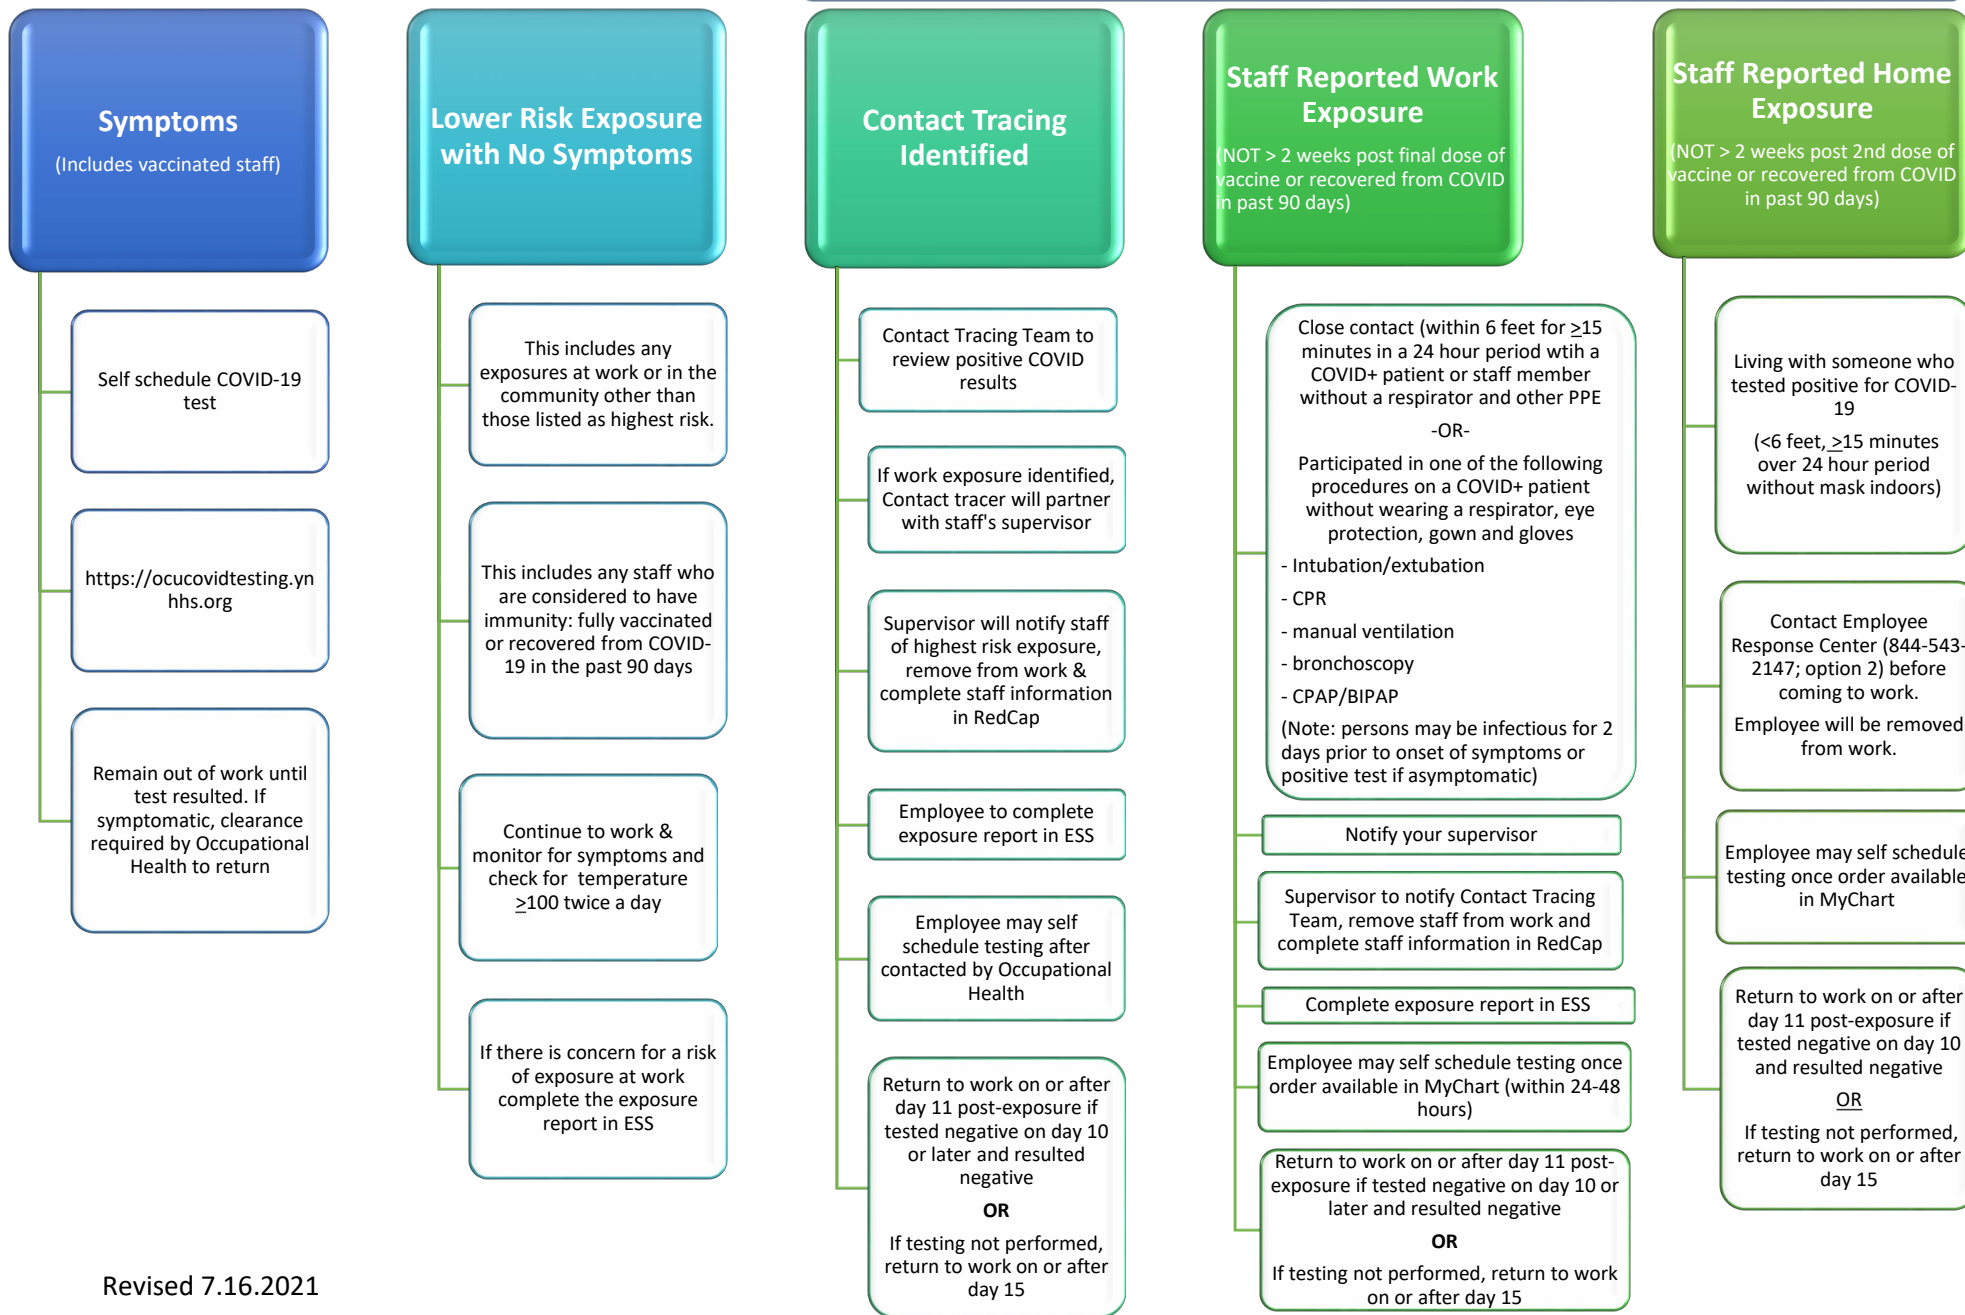 Symptoms
(Includes vaccinated staff)
Self schedule COVID-19
test
https://ocucovidtesting.yn
hhs.org
Remain out of work until
test resulted. If
symptomatic, clearance
required by Occupational
Health to return
Lower Risk Exposure
with No Symptoms
This includes any
exposures at work or in the
community other than
those listed as highest risk.
This includes any staff who
are considered to have
immunity: fully vaccinated
or recovered from COVID-
19 in the past 90 days
Continue to work &
monitor for symptoms and
check for temperature
≥100 twice a day
If there is concern for a risk
of exposure at work
complete the exposure
report in ESS
Contact Tracing
Identified
Contact Tracing Team to
review positive COVID
results
If work exposure identified,
Contact tracer will partner
with staff's supervisor
Supervisor will notify staff
of highest risk exposure,
remove from work &
complete staff information
in RedCap
Employee to complete
exposure report in ESS
Employee may self
schedule testing after
contacted by Occupational
Health
Return to work on or after
day 11 post-exposure if
tested negative on day 10
or later and resulted
negative
OR
If testing not performed,
return to work on or after
day 15
Staff Reported Work
Exposure
(NOT > 2 weeks post final dose of
vaccine or recovered from COVID
in past 90 days)
Close contact (within 6 feet for ≥15
minutes in a 24 hour period wtih a
COVID+ patient or staff member
without a respirator and other PPE
-OR-
Participated in one of the following
procedures on a COVID+ patient
without wearing a respirator, eye
protection, gown and gloves
- Intubation/extubation
- CPR
- manual ventilation
- bronchoscopy
- CPAP/BIPAP
(Note: persons may be infectious for 2
days prior to onset of symptoms or
positive test if asymptomatic)
Notify your supervisor
Supervisor to notify Contact Tracing
Team, remove staff from work and
complete staff information in RedCap
Complete exposure report in ESS
Employee may self schedule testing once
order available in MyChart (within 24-48
hours)
Return to work on or after day 11 post-
exposure if tested negative on day 10 or
later and resulted negative
OR
If testing not performed, return to work
on or after day 15
Staff Reported Home
Exposure
(NOT > 2 weeks post 2nd dose of
vaccine or recovered from COVID
in past 90 days)
Living with someone who
tested positive for COVID-
19
(<6 feet, ≥15 minutes
over 24 hour period
without mask indoors)
Contact Employee
Response Center (844-543-
2147; option 2) before
coming to work.
Employee will be removed
from work.
Employee may self schedule
testing once order available
in MyChart
Return to work on or after
day 11 post-exposure if
tested negative on day 10
and resulted negative
OR
If testing not performed,
return to work on or after
day 15
Revised 7.16.2021